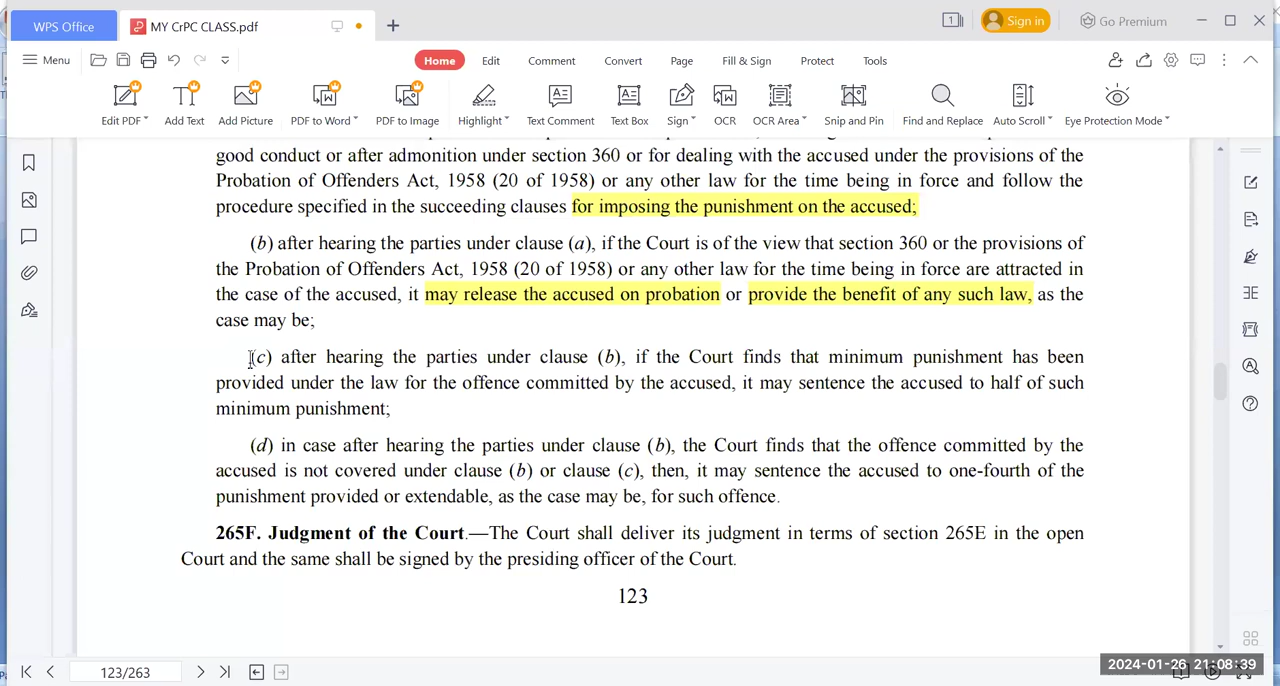 WPS Office
MY CrPC CLASS.pdf
Sign in
Go Premium
Menu
Home
Edit
Comment
Convert
Page
Fill & Sign
Protect
Tools
Edit PDF
Add Text
Add Picture
PDF to Word
PDF to Image
Highlight
Text Comment
Text Box
Sign
OCR
OCR Area
Snip and Pin
Find and Replace
Auto Scroll
Eye Protection Mode
good conduct or after admonition under section 360 or for dealing with the accused under the provisions of the
Probation of Offenders Act, 1958 (20 of 1958) or any other law for the time being in force and follow the
procedure specified in the succeeding clauses for imposing the punishment on the accused;
(b) after hearing the parties under clause (a), if the Court is of the view that section 360 or the provisions of
the Probation of Offenders Act, 1958 (20 of 1958) or any other law for the time being in force are attracted in
the case of the accused, it may release the accused on probation or provide the benefit of any such law, as the
case may be;
(c) after hearing the parties under clause (b), if the Court finds that minimum punishment has been
provided under the law for the offence committed by the accused, it may sentence the accused to half of such
minimum punishment;
(d) in case after hearing the parties under clause (b), the Court finds that the offence committed by the
accused is not covered under clause (b) or clause (c), then, it may sentence the accused to one-fourth of the
punishment provided or extendable, as the case may be, for such offence.
265F. Judgment of the Court.—The Court shall deliver its judgment in terms of section 265E in the open
Court and the same shall be signed by the presiding officer of the Court.
123
123/263
2024-01-26 21:08:39